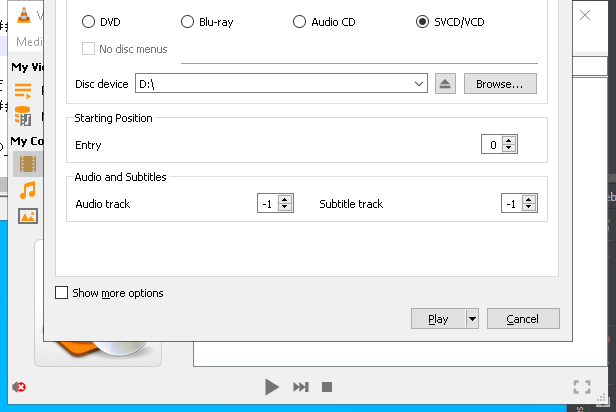 V
DVD Blu-ray Audio CD SVCD/VCD
Medi
No disc menus
My Vi
Disc device D:\ Browse...
Starting Position
My Co
Entry 0
Audio and Subtitles
Audio track -1 Subtitle track -1
Show more options
Play Cancel